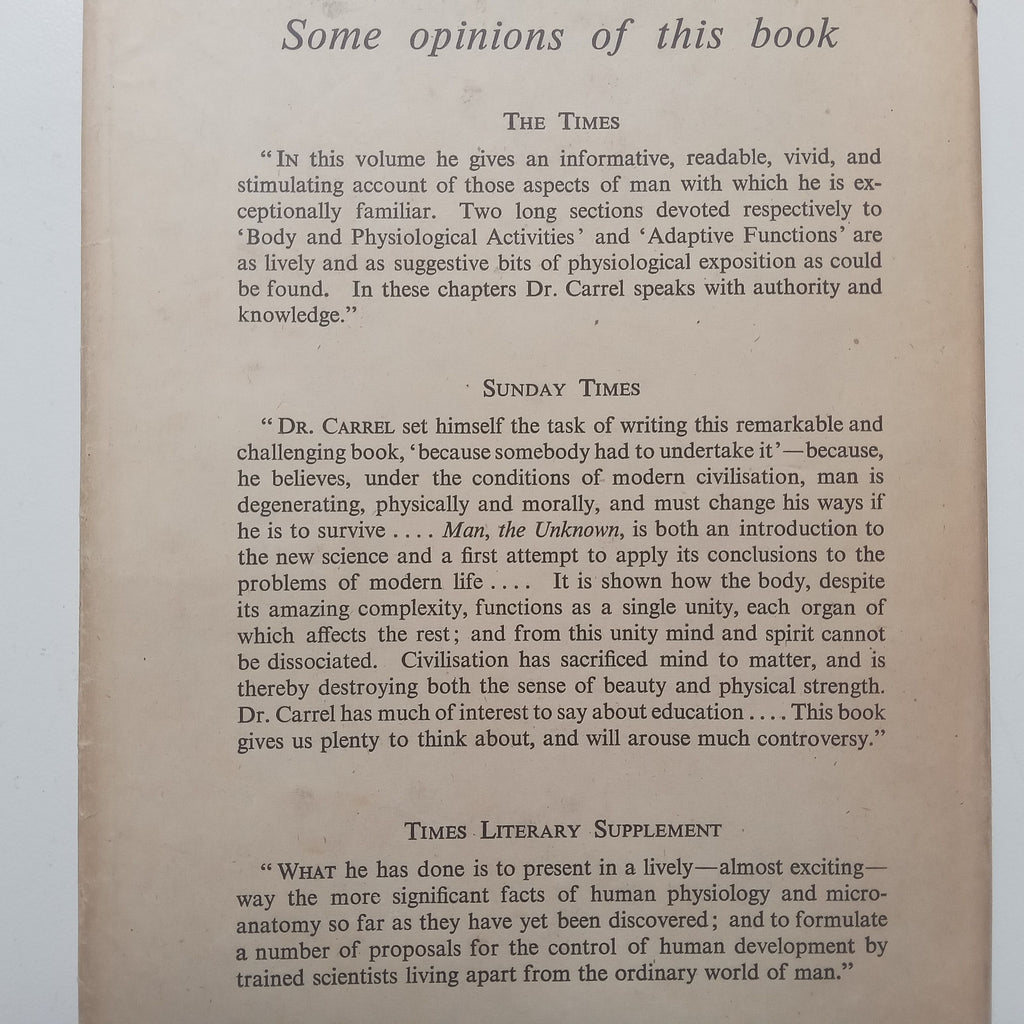 Some opinions of this book
THE TIMES
“IN this volume he gives an informative, readable, vivid, and
stimulating account of those aspects of man with which he is ex-
ceptionally familiar. Two long sections devoted respectively to
‘Body and Physiological Activities’ and ‘Adaptive Functions’ are
as lively and as suggestive bits of physiological exposition as could
be found. In these chapters Dr. Carrel speaks with authority and
knowledge.”
SUNDAY TIMES
“DR. CARREL set himself the task of writing this remarkable and
challenging book, ‘because somebody had to undertake it’—because,
he believes, under the conditions of modern civilisation, man is
degenerating, physically and morally, and must change his ways if
he is to survive .... Man, the Unknown, is both an introduction to
the new science and a first attempt to apply its conclusions to the
problems of modern life .... It is shown how the body, despite
its amazing complexity, functions as a single unity, each organ of
which affects the rest; and from this unity mind and spirit cannot
be dissociated. Civilisation has sacrificed mind to matter, and is
thereby destroying both the sense of beauty and physical strength.
Dr. Carrel has much of interest to say about education .... This book
gives us plenty to think about, and will arouse much controversy.”
TIMES LITERARY SUPPLEMENT
“WHAT he has done is to present in a lively—almost exciting—
way the more significant facts of human physiology and micro-
anatomy so far as they have yet been discovered; and to formulate
a number of proposals for the control of human development by
trained scientists living apart from the ordinary world of man.”